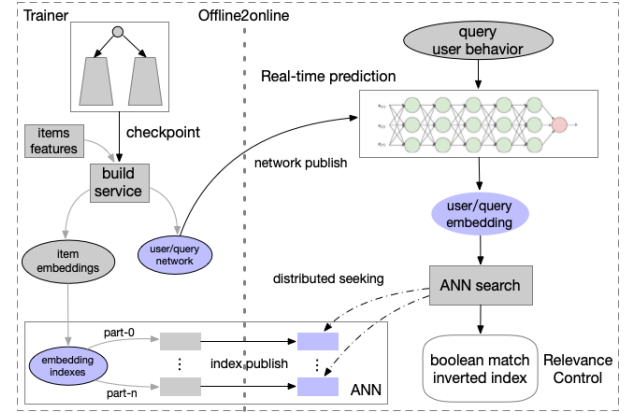 Trainer
Offline2online
query
user behavior
Real-time prediction
checkpoint
items
features
build
service
network publish
user/query
embedding
item
embeddings
user/query
network
distributed seeking
ANN search
part-0
embedding
indexes
index publish
part-n
ANN
boolean match
inverted index
Relevance
Control